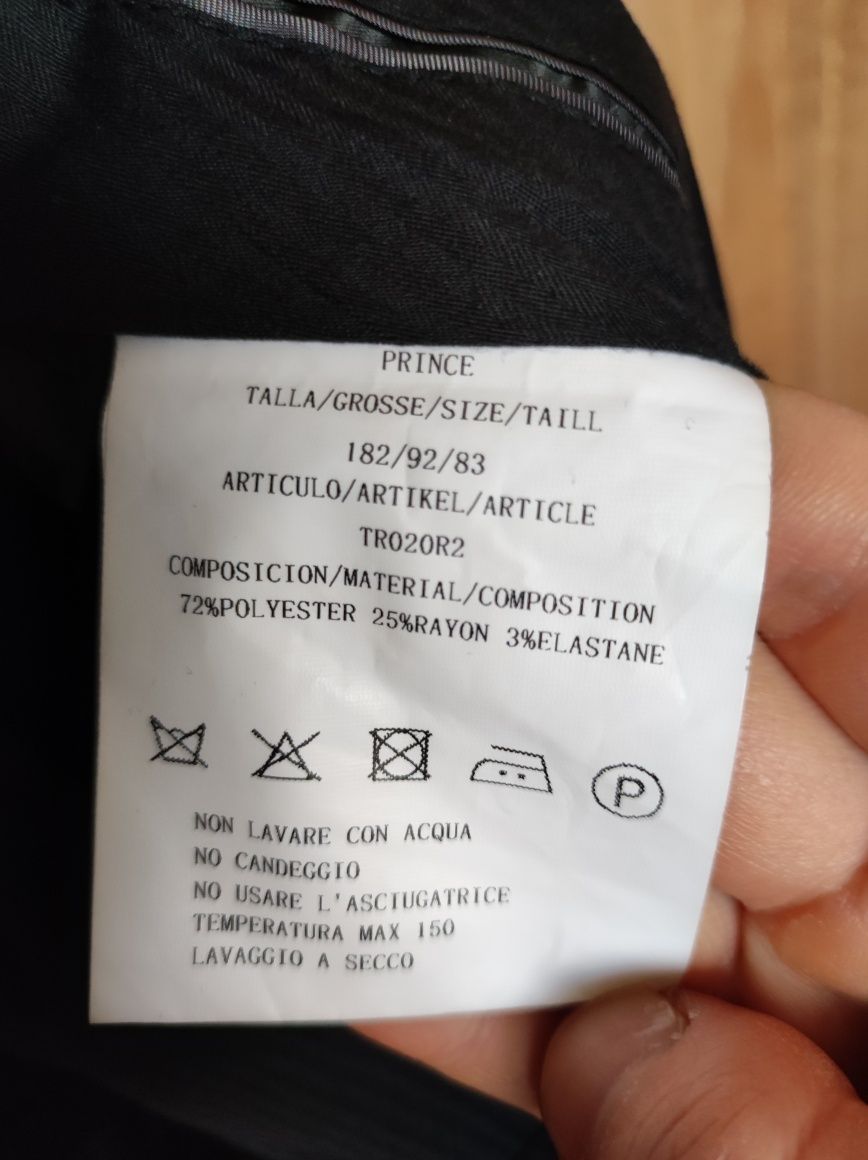 PRINCE
TALLA/GROSSE/SIZE/TAILL
182/92/83
ARTICULO/ARTIKEL/ARTICLE
TR020R2
COMPOSICION/MATERIAL/COMPOSITION
72%POLYESTER 25%RAYON 3%ELASTANE
P
NON LAVARE CON ACQUA
NO CANDEGGIO
NO USARE L'ASCIUGATRICE
TEMPERATURA MAX 150
LAVAGGIO A SECCO